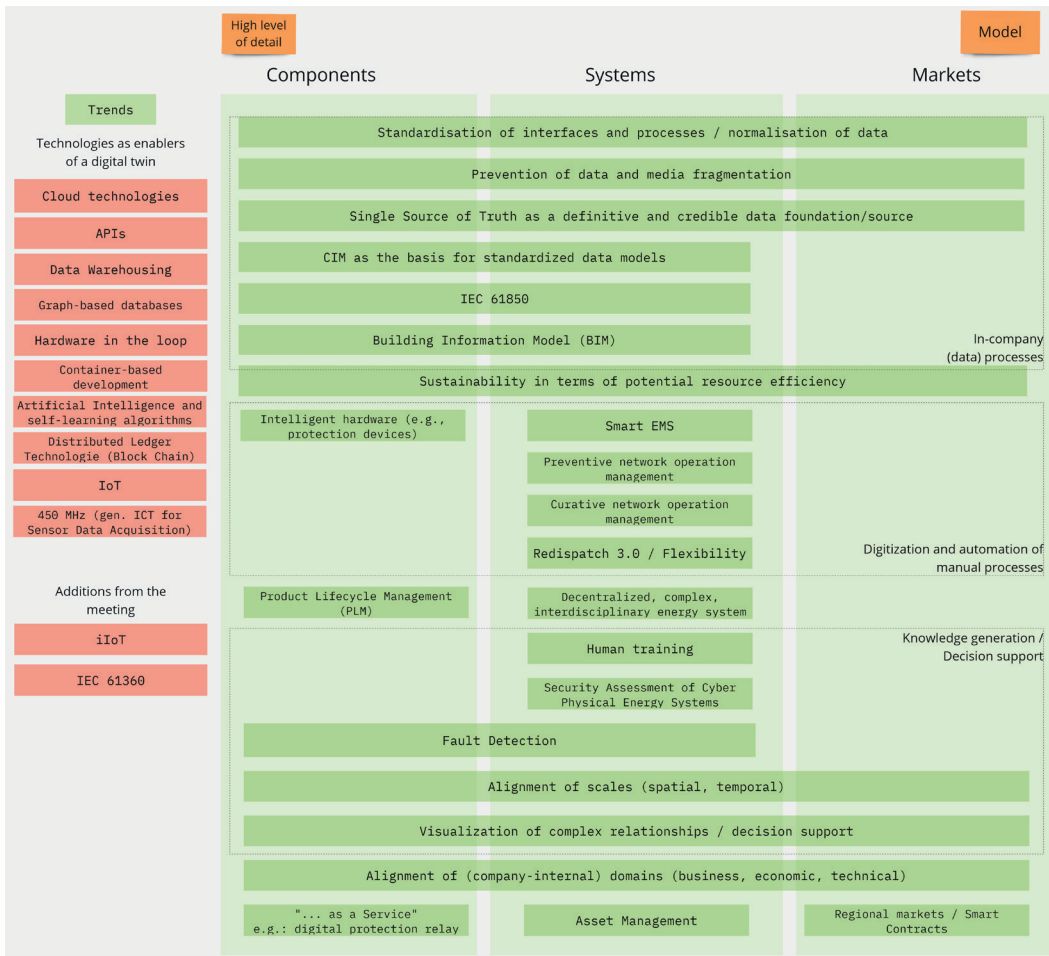 High level
of detail
Model
Components
Systems
Markets
Trends
Technologies as enablers
of a digital twin
Cloud technologies
APIs
Data Warehousing
Graph-based databases
Hardware in the loop
Container-based
development
Artificial Intelligence and
self-learning algorithms
Distributed Ledger
Technologie (Block Chain)
IoT
450 MHz (gen. ICT for
Sensor Data Acquisition)
Additions from the
meeting
iIoT
IEC 61360
Standardisation of interfaces and processes / normalisation of data
Prevention of data and media fragmentation
Single Source of Truth as a definitive and credible data foundation/source
CIM as the basis for standardized data models
IEC 61850
Building Information Model (BIM)
In-company
(data) processes
Sustainability in terms of potential resource efficiency
Intelligent hardware (e.g.,
protection devices)
Smart EMS
Preventive network operation
management
Curative network operation
management
Redispatch 3.0 / Flexibility
Digitization and automation of
manual processes
Product Lifecycle Management
(PLM)
Decentralized, complex,
interdisciplinary energy system
Knowledge generation /
Decision support
Human training
Security Assessment of Cyber
Physical Energy Systems
Fault Detection
Alignment of scales (spatial, temporal)
Visualization of complex relationships / decision support
Alignment of (company-internal) domains (business, economic, technical)
"... as a Service"
e.g.: digital protection relay
Asset Management
Regional markets / Smart
Contracts